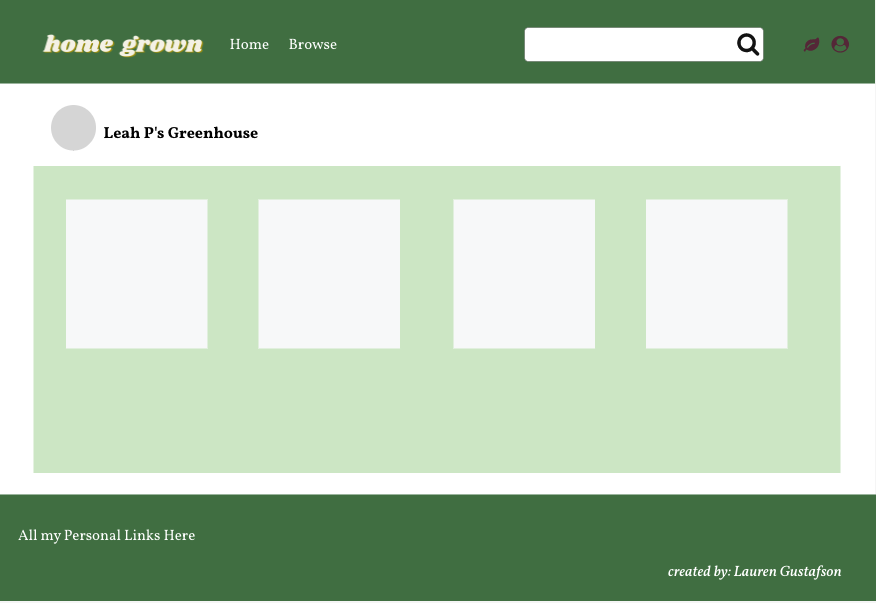 home grown
Home
Browse
Leah P's Greenhouse
All my Personal Links Here
created by: Lauren Gustafson